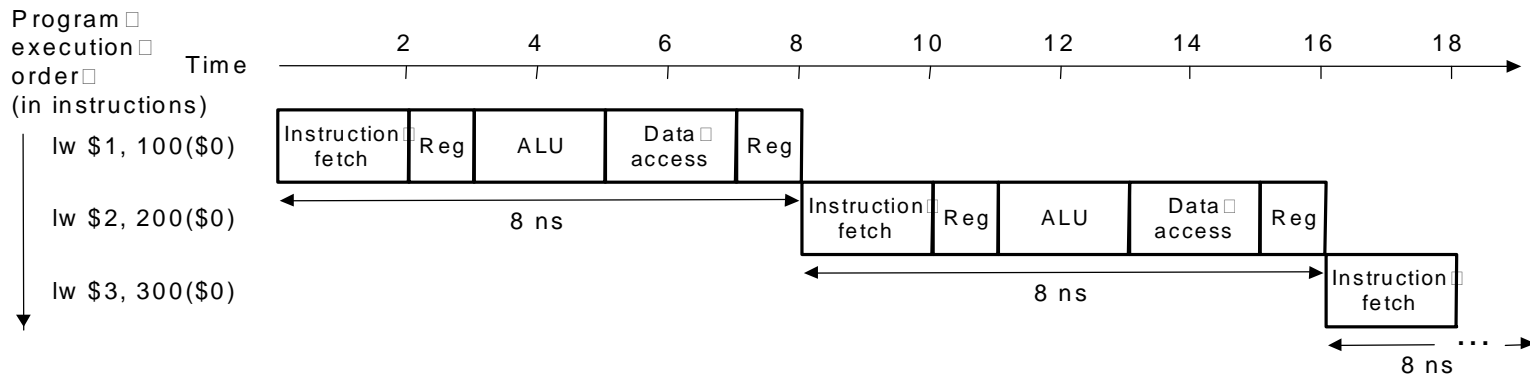 Program
execution
order
(in instructions)
Time
2 4 6 8 10 12 14 16 18
lw $1, 100($0)
Instruction
fetch
Reg
ALU
Data
access
Reg
8 ns
lw $2, 200($0)
Instruction
fetch
Reg
ALU
Data
access
Reg
8 ns
lw $3, 300($0)
Instruction
fetch
...
8 ns